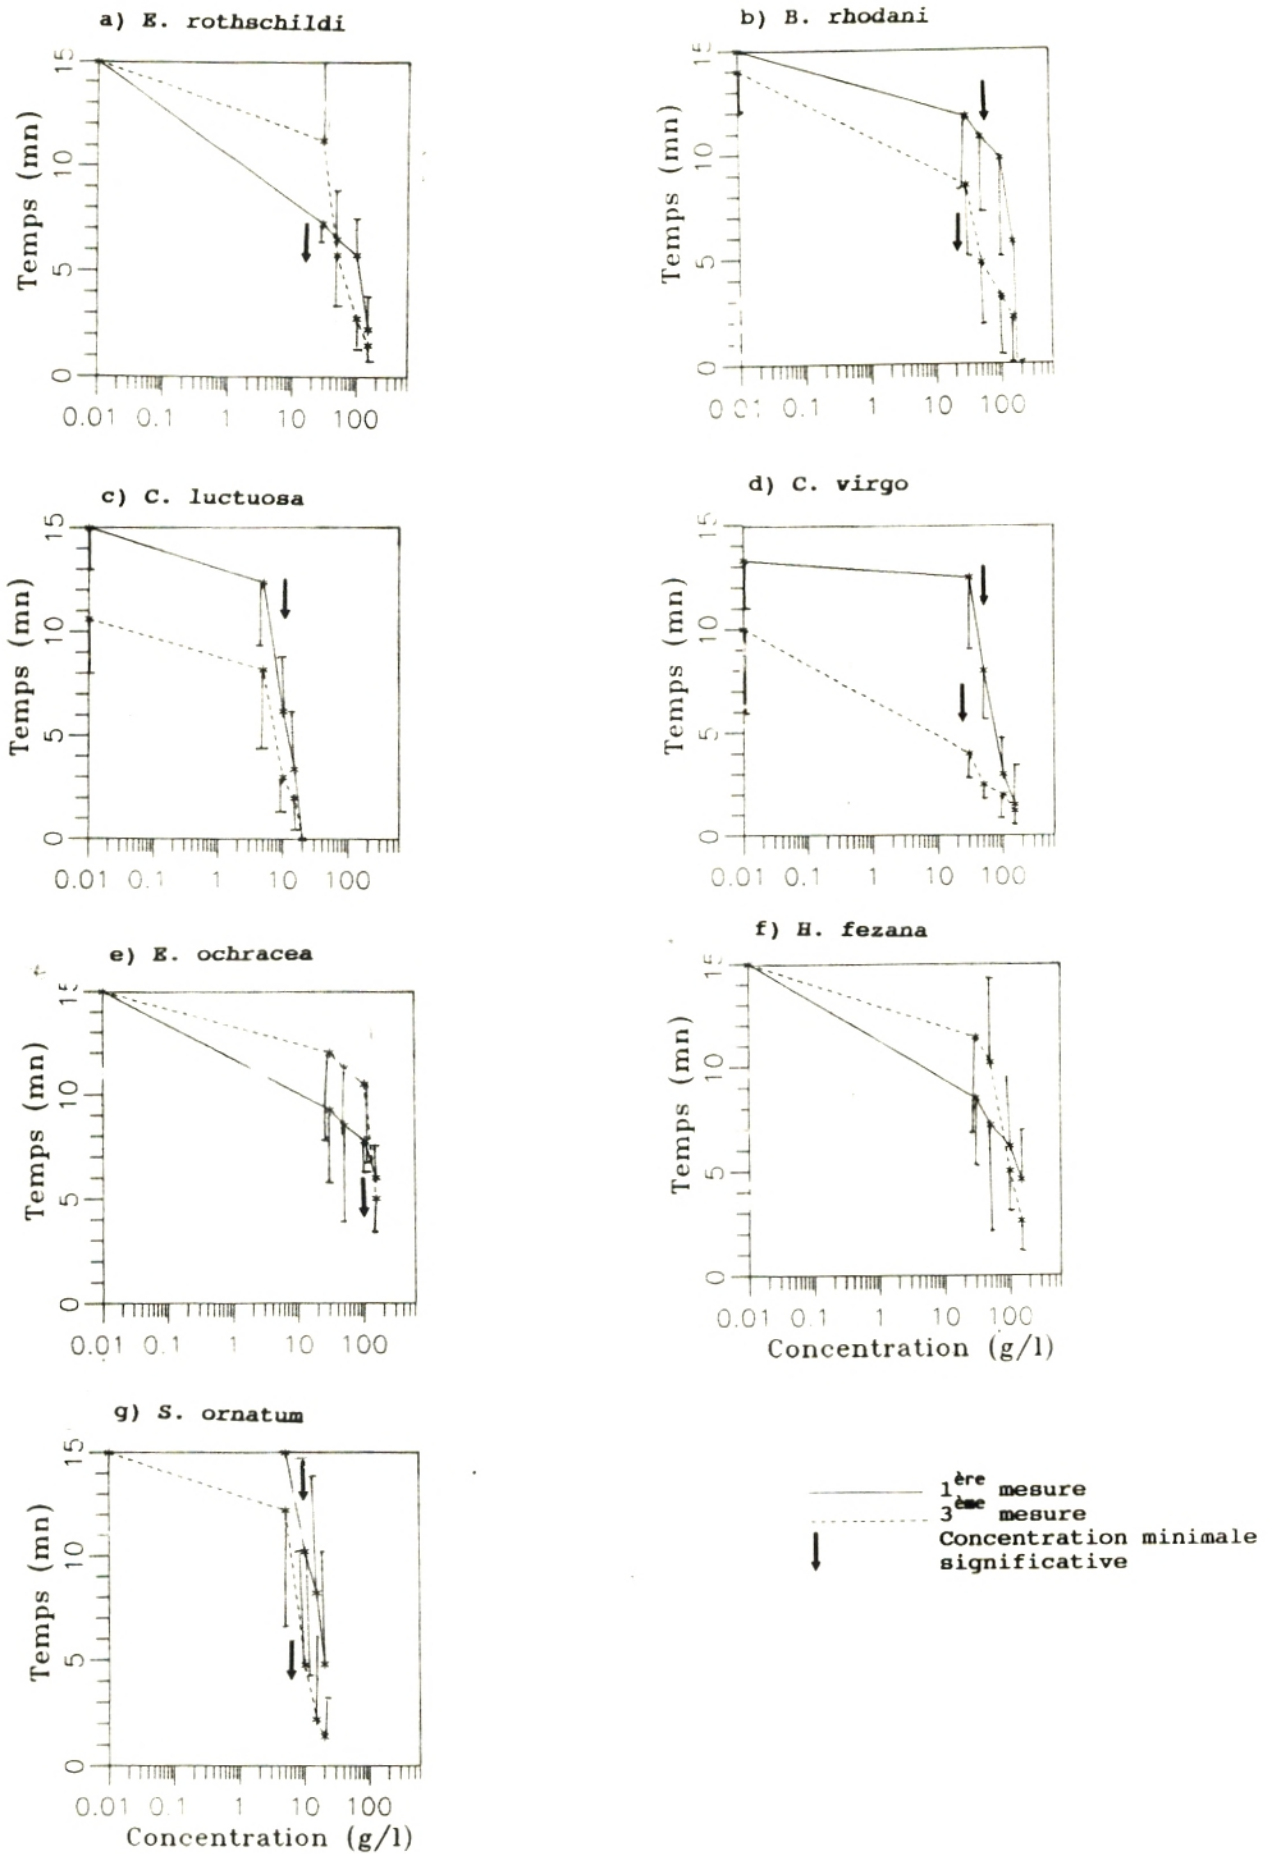 a) E. rothschildi
Temps (mn)
15
10
5
0
0.01 0.1 1 10 100
b) B. rhodani
Temps (mn)
15
10
5
0
0.01 0.1 1 10 100
c) C. luctuosa
Temps (mn)
15
10
5
0
0.01 0.1 1 10 100
d) C. virgo
Temps (mn)
15
10
5
0
0.01 0.1 1 10 100
e) E. ochracea
Temps (mn)
15
10
5
0
0.01 0.1 1 10 100
f) H. fezana
Temps (mn)
15
10
5
0
0.01 0.1 1 10 100
Concentration (g/l)
g) S. ornatum
Temps (mn)
15
10
5
0
0.01 0.1 1 10 100
Concentration (g/l)
1ère mesure
3ème mesure
Concentration minimale
significative